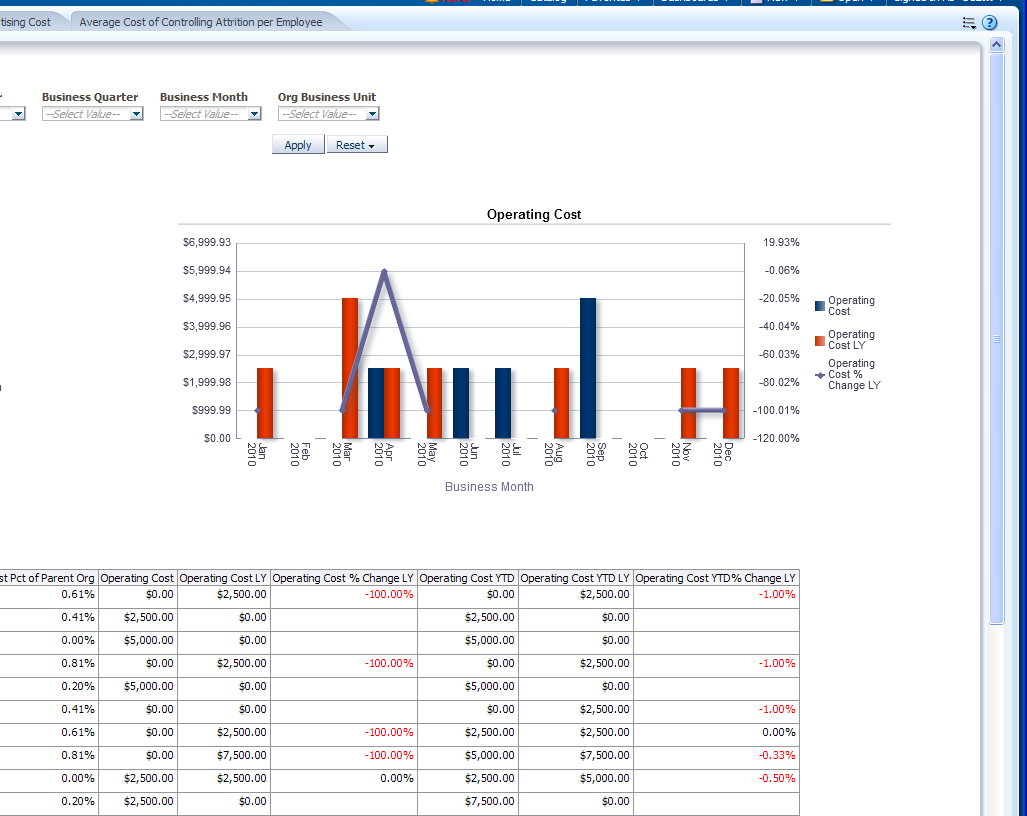 Home
Catalog
Favorites
Dashboards
New
Open
Signed In As
tising Cost
Average Cost of Controlling Attrition per Employee
Business Quarter Business Month Org Business Unit
--Select Value-- --Select Value-- --Select Value--
Apply Reset
Operating Cost
$6,999.93 19.93%
$5,999.94 -0.06%
$4,999.95 -20.05%
$3,999.96 -40.04%
$2,999.97 -60.03%
$1,999.98 -80.02%
$999.99 -100.01%
$0.00 -120.00%
Operating
Cost
Operating
Cost LY
Operating
Cost %
Change LY
Jan 2010
Feb 2010
Mar 2010
Apr 2010
May 2010
Jun 2010
Jul 2010
Aug 2010
Sep 2010
Oct 2010
Nov 2010
Dec 2010
Business Month
st Pct of Parent Org Operating Cost Operating Cost LY Operating Cost % Change LY Operating Cost YTD Operating Cost YTD LY Operating Cost YTD% Change LY
0.61% $0.00 $2,500.00 -100.00% $0.00 $2,500.00 -1.00%
0.41% $2,500.00 $0.00 $2,500.00 $0.00
0.00% $5,000.00 $0.00 $5,000.00 $0.00
0.81% $0.00 $2,500.00 -100.00% $0.00 $2,500.00 -1.00%
0.20% $5,000.00 $0.00 $5,000.00 $0.00
0.41% $0.00 $0.00 $0.00 $2,500.00 -1.00%
0.61% $0.00 $2,500.00 -100.00% $2,500.00 $2,500.00 0.00%
0.81% $0.00 $7,500.00 -100.00% $5,000.00 $7,500.00 -0.33%
0.00% $2,500.00 $2,500.00 0.00% $2,500.00 $5,000.00 -0.50%
0.20% $2,500.00 $0.00 $7,500.00 $0.00